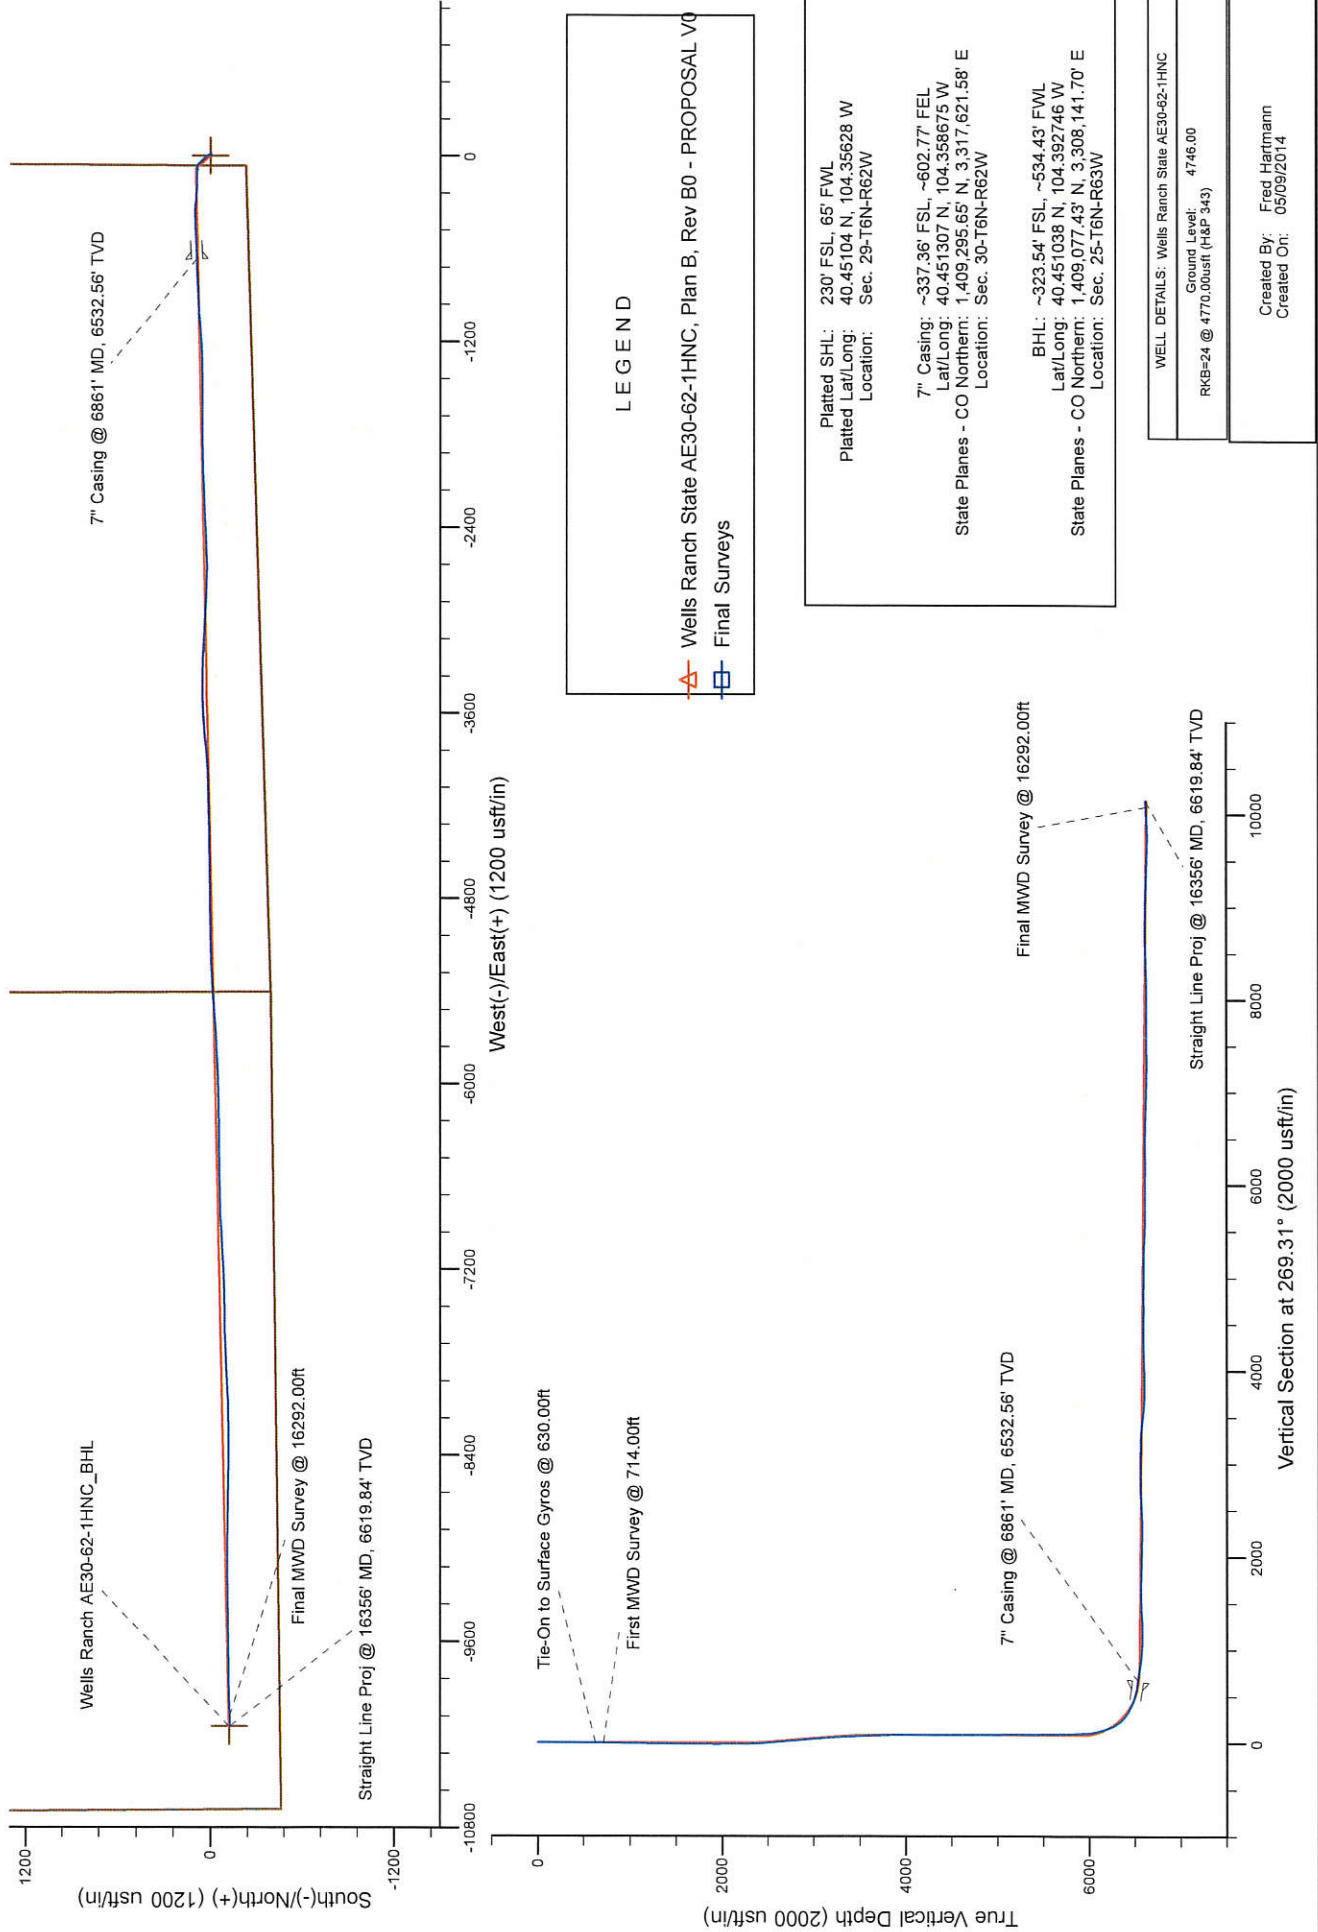 1200
0
-1200
South(-)/North(+) (1200 usft/in)
Wells Ranch AE30-62-1HNC_BHL
Final MWD Survey @ 16292.00ft
Straight Line Proj @ 16356' MD, 6619.84' TVD
7" Casing @ 6861' MD, 6532.56' TVD
-10800
-9600
-8400
-7200
-6000
-4800
-3600
-2400
-1200
0
West(-)/East(+) (1200 usft/in)
0
2000
4000
6000
True Vertical Depth (2000 usft/in)
Tie-On to Surface Gyros @ 630.00ft
First MWD Survey @ 714.00ft
7" Casing @ 6861' MD, 6532.56' TVD
Final MWD Survey @ 16292.00ft
Straight Line Proj @ 16356' MD, 6619.84' TVD
0
2000
4000
6000
8000
10000
Vertical Section at 269.31° (2000 usft/in)
LEGEND
Wells Ranch State AE30-62-1HNC, Plan B, Rev B0 - PROPOSAL V0
Final Surveys
Platted SHL: 230' FSL, 65' FWL
Platted Lat/Long: 40.45104 N, 104.35628 W
Location: Sec. 29-T6N-R62W
7" Casing: ~337.36' FSL, ~602.77' FEL
Lat/Long: 40.451307 N, 104.358675 W
State Planes - CO Northern: 1,409,295.65' N, 3,317,621.58' E
Location: Sec. 30-T6N-R62W
BHL: ~323.54' FSL, ~534.43' FWL
Lat/Long: 40.451038 N, 104.392746 W
State Planes - CO Northern: 1,409,077.43' N, 3,308,141.70' E
Location: Sec. 25-T6N-R63W
WELL DETAILS: Wells Ranch State AE30-62-1HNC
Ground Level: 4746.00
RKB=24 @ 4770.00usft (H&P 343)
Created By: Fred Hartmann
Created On: 05/09/2014